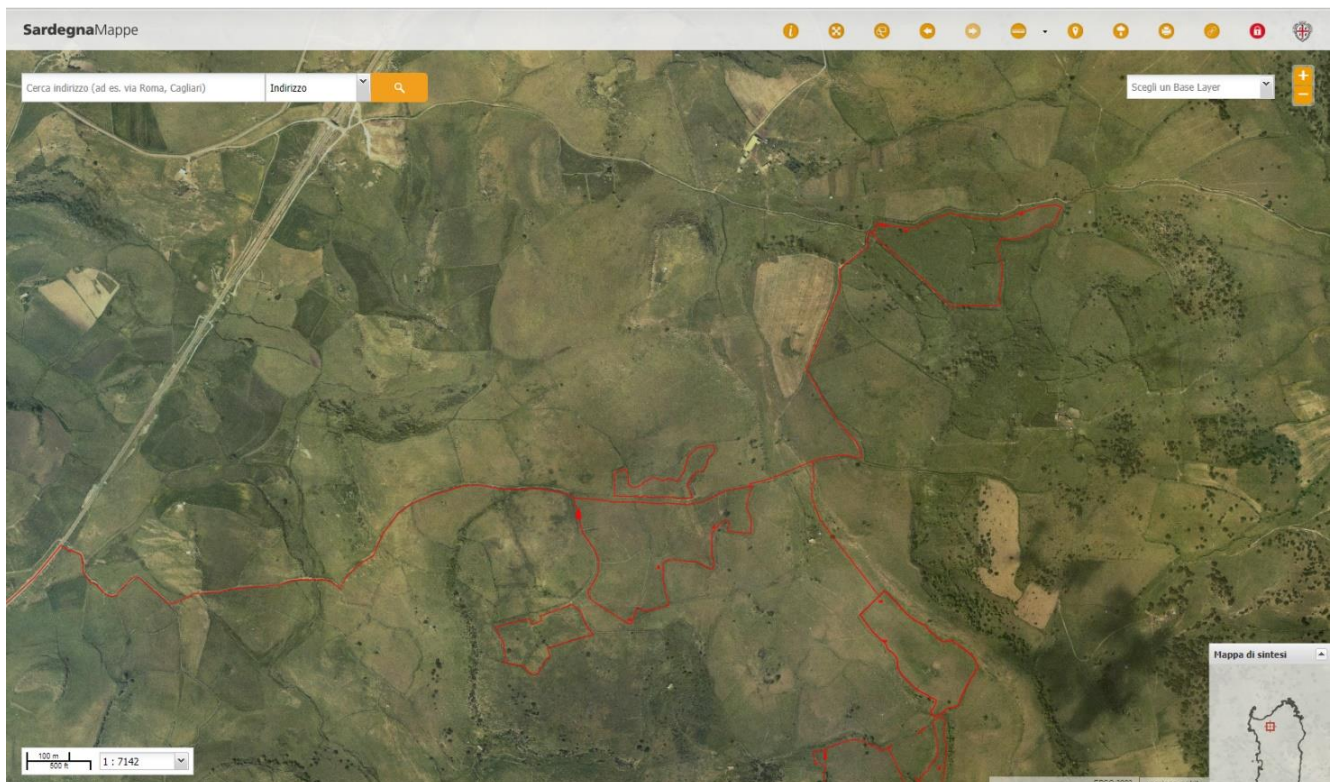 SardegnaMappe
Cerca indirizzo (ad es. via Roma, Cagliari)
Indirizzo
Scegli un Base Layer
+
−
Mappa di sintesi
100 m
500 ft
1 : 7142